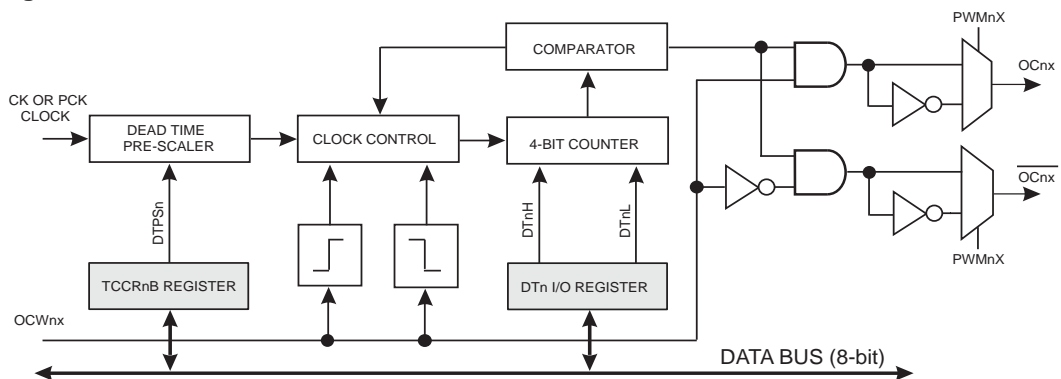 PWMnX
COMPARATOR
OCnx
CK OR PCK
CLOCK
DEAD TIME
PRE-SCALER
CLOCK CONTROL
4-BIT COUNTER
OCnx
DTPSn
DTnH
DTnL
PWMnX
TCCRnB REGISTER
DTn I/O REGISTER
OCWnx
DATA BUS (8-bit)